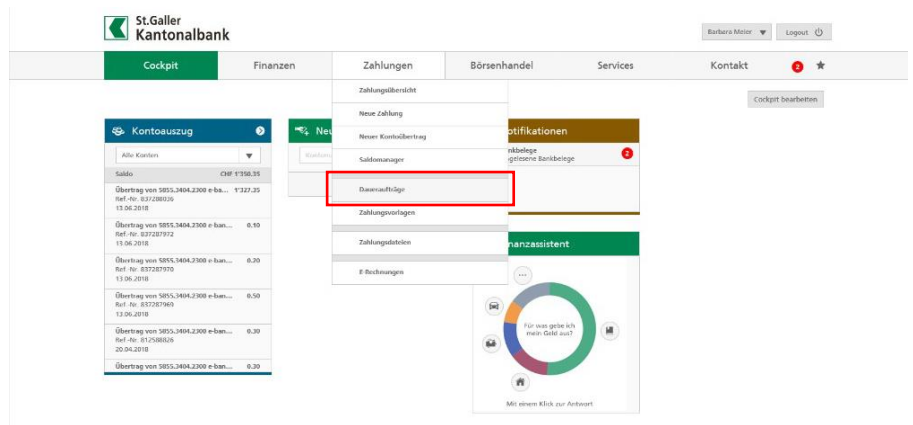 St.Galler
Kantonalbank
Barbara Meier
Logout
Cockpit
Finanzen
Zahlungen
Börsenhandel
Services
Kontakt
2
Cockpit bearbeiten
Kontoauszug
Alle Konten
Saldo CHF 1'350.35
Übertrag von 5855.3404.2300 e-ba... 1'327.35
Ref.-Nr. 837288036
13.06.2018
Übertrag von 5855.3404.2300 e-ban... 0.10
Ref.-Nr. 837287972
13.06.2018
Übertrag von 5855.3404.2300 e-ban... 0.20
Ref.-Nr. 837287970
13.06.2018
Übertrag von 5855.3404.2300 e-ban... 0.50
Ref.-Nr. 837287969
13.06.2018
Übertrag von 5855.3404.2300 e-ban... 0.30
Ref.-Nr. 812588826
20.04.2018
Übertrag von 5855.3404.2300 e-ban... 0.30
Neu
Zahlungsübersicht
Neue Zahlung
Neuer Kontoübertrag
Saldomanager
Daueraufträge
Zahlungsvorlagen
Zahlungsdateien
E-Rechnungen
otifikationen
nkbelege
gelesene Bankbelege
2
nanzassistent
Für was gebe ich
mein Geld aus?
Mit einem Klick zur Antwort